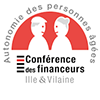 Autonomie des personnes âgées
Conférence
des financeurs
Ille & Vilaine